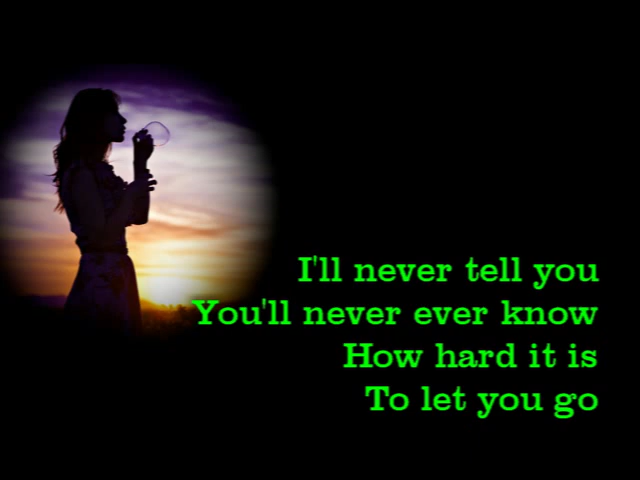 I'll never tell you
You'll never ever know
How hard it is
To let you go